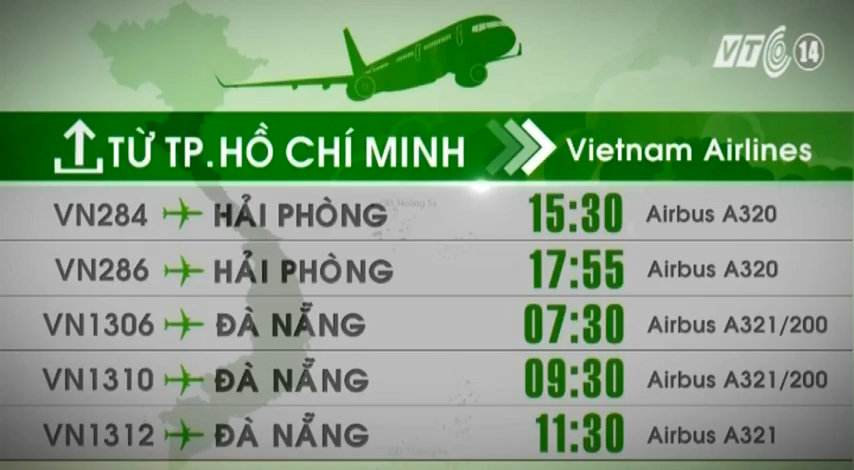 VTC 14
TỪ TP.HỒ CHÍ MINH Vietnam Airlines
VN284 HẢI PHÒNG 15:30 Airbus A320
VN286 HẢI PHÒNG 17:55 Airbus A320
VN1306 ĐÀ NẴNG 07:30 Airbus A321/200
VN1310 ĐÀ NẴNG 09:30 Airbus A321/200
VN1312 ĐÀ NẴNG 11:30 Airbus A321